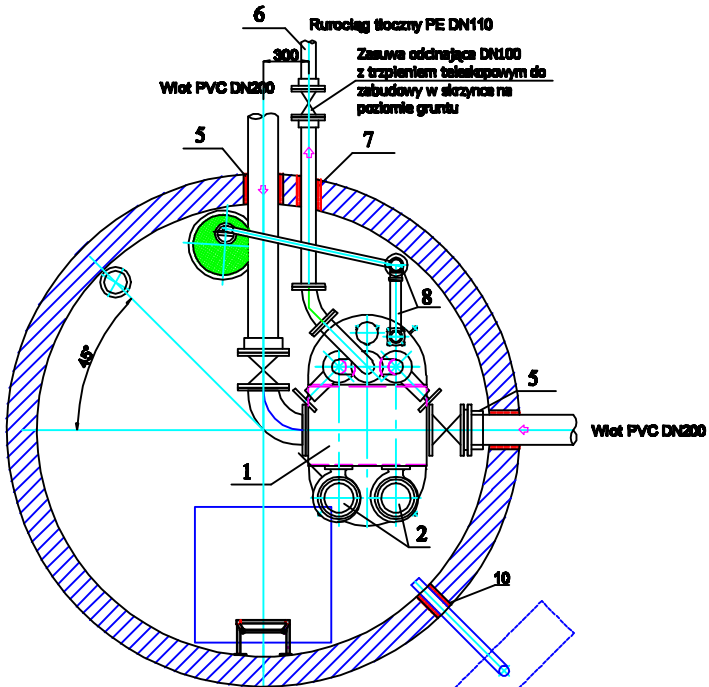 6
Rurociąg tłoczny PE DN110
300
Zasuwa odcinająca DN100
z trzpieniem teleskopowym do
zabudowy w skrzynce na
poziomie gruntu
Wlot PVC DN200
5
7
8
45°
5
Wlot PVC DN200
1
2
10